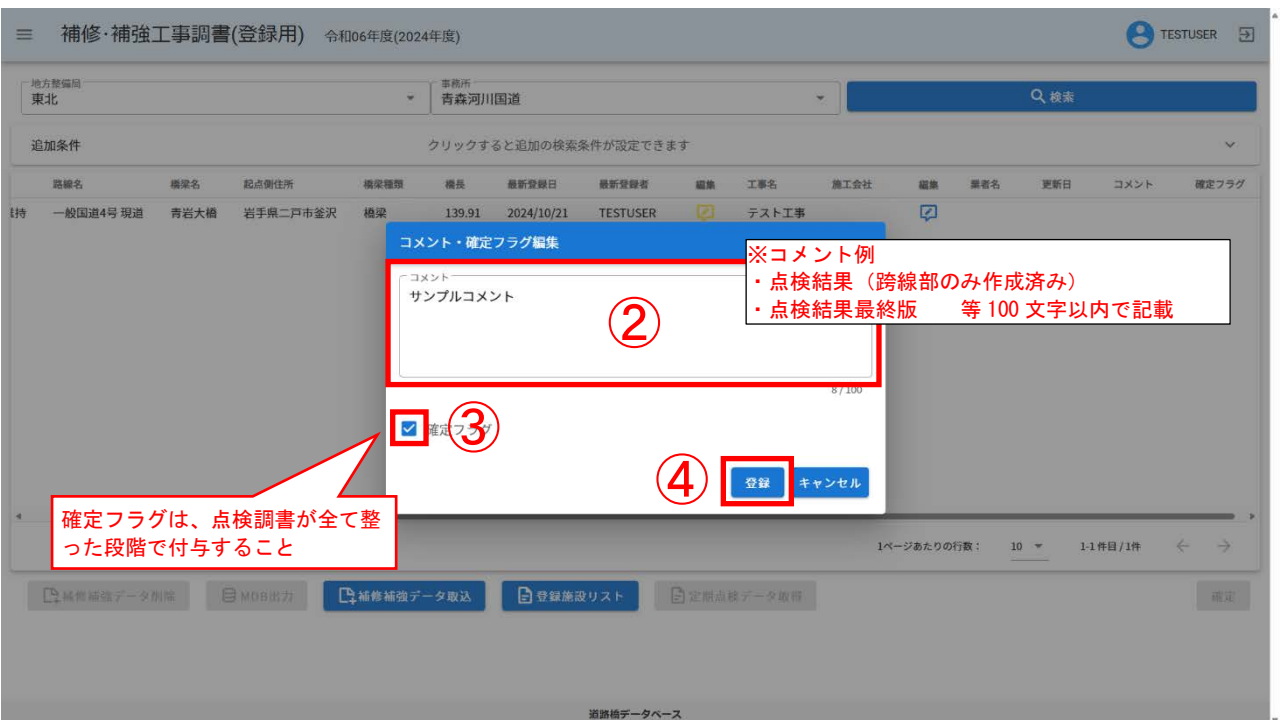 補修･補強工事調書(登録用) 令和06年度(2024年度) TESTUSER
地方整備局 事務所
東北 青森河川国道 検索
追加条件 クリックすると追加の検索条件が設定できます
路線名 橋梁名 起点側住所 橋梁種類 橋長 最新登録日 最新登録者 編集 工事名 施工会社 編集 業者名 更新日 コメント 確定フラグ
一般国道4号 現道 青岩大橋 岩手県二戸市釜沢 橋梁 139.91 2024/10/21 TESTUSER テスト工事
コメント・確定フラグ編集
※コメント例
・点検結果（跨線部のみ作成済み）
・点検結果最終版　等 100 文字以内で記載
コメント
サンプルコメント
②
8 / 100
③
確定フラグ
④
登録 キャンセル
確定フラグは、点検調書が全て整
った段階で付与すること
1ページあたりの行数： 10 1-1 件目 / 1件
補修補強データ削除 MDB出力 補修補強データ取込 登録施設リスト 定期点検データ取得 確定
道路橋データベース